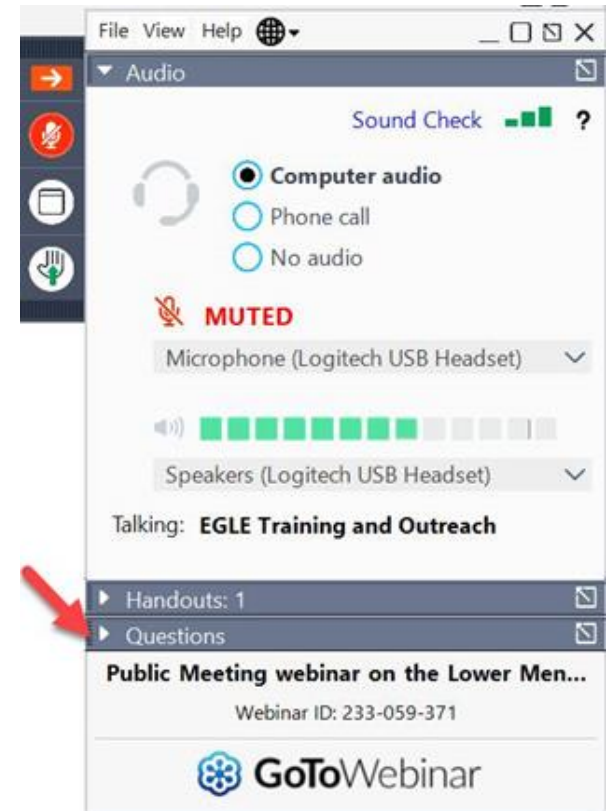 File View Help
Audio
Sound Check ?
Computer audio
Phone call
No audio
MUTED
Microphone (Logitech USB Headset)
Speakers (Logitech USB Headset)
Talking: EGLE Training and Outreach
Handouts: 1
Questions
Public Meeting webinar on the Lower Men...
Webinar ID: 233-059-371
GoToWebinar